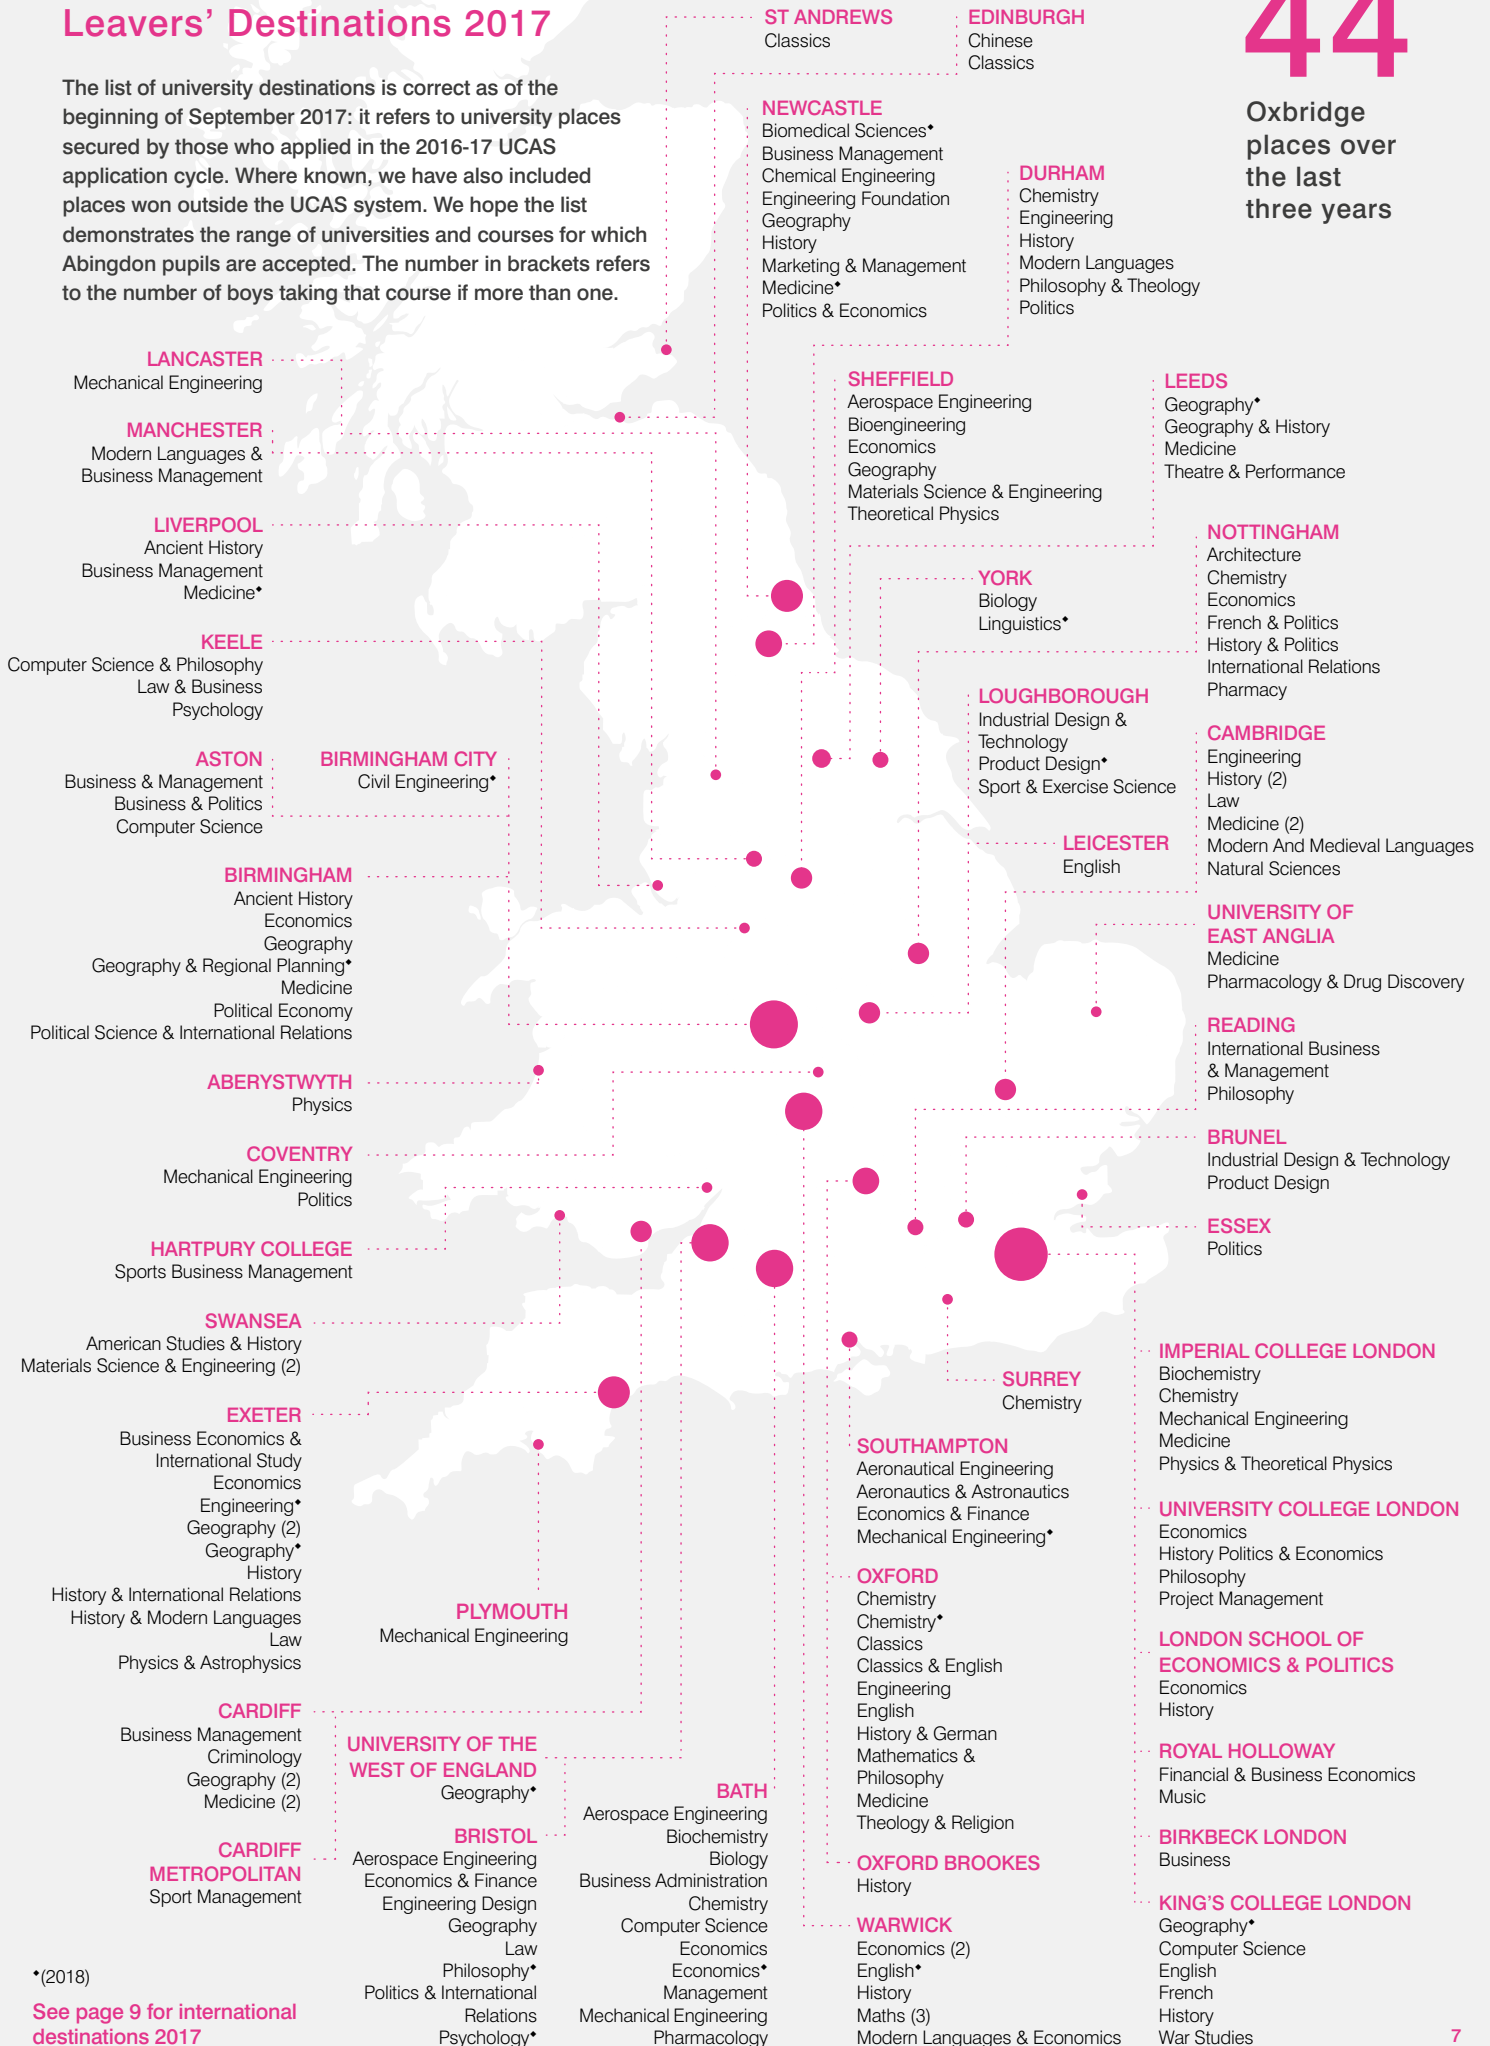 Leavers’ Destinations 2017
The list of university destinations is correct as of the
beginning of September 2017: it refers to university places
secured by those who applied in the 2016-17 UCAS
application cycle. Where known, we have also included
places won outside the UCAS system. We hope the list
demonstrates the range of universities and courses for which
Abingdon pupils are accepted. The number in brackets refers
to the number of boys taking that course if more than one.
44
Oxbridge
places over
the last
three years
ST ANDREWS
Classics
EDINBURGH
Chinese
Classics
NEWCASTLE
Biomedical Sciences◆
Business Management
Chemical Engineering
Engineering Foundation
Geography
History
Marketing & Management
Medicine◆
Politics & Economics
DURHAM
Chemistry
Engineering
History
Modern Languages
Philosophy & Theology
Politics
LANCASTER
Mechanical Engineering
MANCHESTER
Modern Languages &
Business Management
LIVERPOOL
Ancient History
Business Management
Medicine◆
KEELE
Computer Science & Philosophy
Law & Business
Psychology
ASTON
Business & Management
Business & Politics
Computer Science
BIRMINGHAM CITY
Civil Engineering◆
BIRMINGHAM
Ancient History
Economics
Geography
Geography & Regional Planning◆
Medicine
Political Economy
Political Science & International Relations
ABERYSTWYTH
Physics
COVENTRY
Mechanical Engineering
Politics
HARTPURY COLLEGE
Sports Business Management
SWANSEA
American Studies & History
Materials Science & Engineering (2)
EXETER
Business Economics &
International Study
Economics
Engineering◆
Geography (2)
Geography◆
History
History & International Relations
History & Modern Languages
Law
Physics & Astrophysics
CARDIFF
Business Management
Criminology
Geography (2)
Medicine (2)
CARDIFF
METROPOLITAN
Sport Management
SHEFFIELD
Aerospace Engineering
Bioengineering
Economics
Geography
Materials Science & Engineering
Theoretical Physics
LEEDS
Geography◆
Geography & History
Medicine
Theatre & Performance
YORK
Biology
Linguistics◆
NOTTINGHAM
Architecture
Chemistry
Economics
French & Politics
History & Politics
International Relations
Pharmacy
LOUGHBOROUGH
Industrial Design &
Technology
Product Design◆
Sport & Exercise Science
LEICESTER
English
CAMBRIDGE
Engineering
History (2)
Law
Medicine (2)
Modern And Medieval Languages
Natural Sciences
UNIVERSITY OF
EAST ANGLIA
Medicine
Pharmacology & Drug Discovery
READING
International Business
& Management
Philosophy
BRUNEL
Industrial Design & Technology
Product Design
ESSEX
Politics
SURREY
Chemistry
PLYMOUTH
Mechanical Engineering
UNIVERSITY OF THE
WEST OF ENGLAND
Geography◆
BRISTOL
Aerospace Engineering
Economics & Finance
Engineering Design
Geography
Law
Philosophy◆
Politics & International
Relations
Psychology◆
BATH
Aerospace Engineering
Biochemistry
Biology
Business Administration
Chemistry
Computer Science
Economics
Economics◆
Management
Mechanical Engineering
Pharmacology
SOUTHAMPTON
Aeronautical Engineering
Aeronautics & Astronautics
Economics & Finance
Mechanical Engineering◆
OXFORD
Chemistry
Chemistry◆
Classics
Classics & English
Engineering
English
History & German
Mathematics &
Philosophy
Medicine
Theology & Religion
OXFORD BROOKES
History
WARWICK
Economics (2)
English◆
History
Maths (3)
Modern Languages & Economics
IMPERIAL COLLEGE LONDON
Biochemistry
Chemistry
Mechanical Engineering
Medicine
Physics & Theoretical Physics
UNIVERSITY COLLEGE LONDON
Economics
History Politics & Economics
Philosophy
Project Management
LONDON SCHOOL OF
ECONOMICS & POLITICS
Economics
History
ROYAL HOLLOWAY
Financial & Business Economics
Music
BIRKBECK LONDON
Business
KING’S COLLEGE LONDON
Geography◆
Computer Science
English
French
History
War Studies
◆(2018)
See page 9 for international
destinations 2017
7